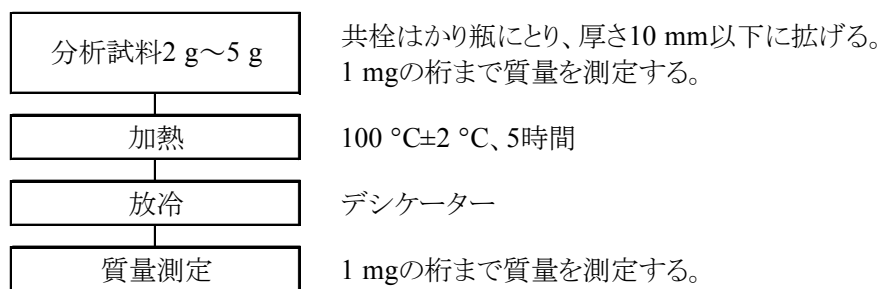 分析試料2 g～5 g
共栓はかり瓶にとり、厚さ10 mm以下に拡げる。
1 mgの桁まで質量を測定する。
加熱
100 °C±2 °C、5時間
放冷
デシケーター
質量測定
1 mgの桁まで質量を測定する。